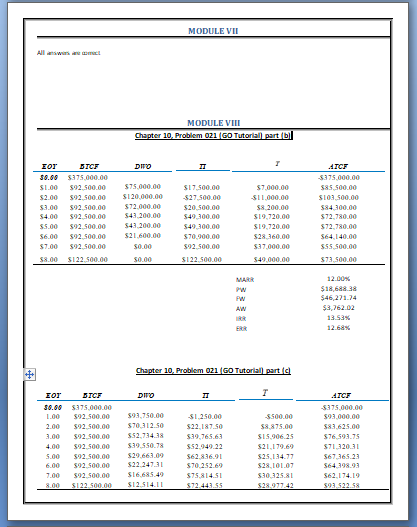 MODULE VII
All answers are correct
MODULE VIII
Chapter 10, Problem 021 (GO Tutorial) part (b)
EOY BTCF DWO TI T ATCF
$0.00 $375,000.00 -$375,000.00
$1.00 $92,500.00 $75,000.00 $17,500.00 $7,000.00 $85,500.00
$2.00 $92,500.00 $120,000.00 -$27,500.00 -$11,000.00 $103,500.00
$3.00 $92,500.00 $72,000.00 $20,500.00 $8,200.00 $84,300.00
$4.00 $92,500.00 $43,200.00 $49,300.00 $19,720.00 $72,780.00
$5.00 $92,500.00 $43,200.00 $49,300.00 $19,720.00 $72,780.00
$6.00 $92,500.00 $21,600.00 $70,900.00 $28,360.00 $64,140.00
$7.00 $92,500.00 $0.00 $92,500.00 $37,000.00 $55,500.00
$8.00 $122,500.00 $0.00 $122,500.00 $49,000.00 $73,500.00
MARR 12.00%
PW $18,688.38
FW $46,271.74
AW $3,762.02
IRR 13.53%
ERR 12.68%
Chapter 10, Problem 021 (GO Tutorial) part (c)
EOY BTCF DWO TI T ATCF
$0.00 $375,000.00 -$375,000.00
1.00 $92,500.00 $93,750.00 -$1,250.00 -$500.00 $93,000.00
2.00 $92,500.00 $70,312.50 $22,187.50 $8,875.00 $83,625.00
3.00 $92,500.00 $52,734.38 $39,765.63 $15,906.25 $76,593.75
4.00 $92,500.00 $39,550.78 $52,949.22 $21,179.69 $71,320.31
5.00 $92,500.00 $29,663.09 $62,836.91 $25,134.77 $67,365.23
6.00 $92,500.00 $22,247.31 $70,252.69 $28,101.07 $64,398.93
7.00 $92,500.00 $16,685.49 $75,814.51 $30,325.81 $62,174.19
8.00 $122,500.00 $12,514.11 $72,443.55 $28,977.42 $93,522.58